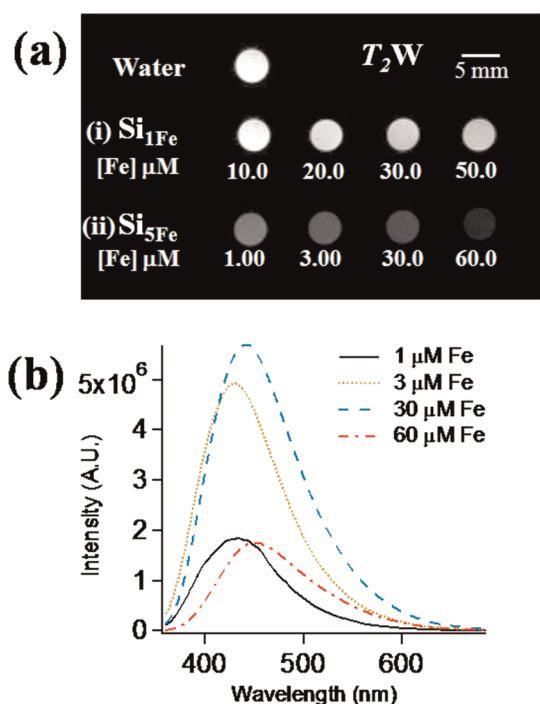 (a)
Water T₂W 5 mm
(i) Si₁Fe
[Fe] μM 10.0 20.0 30.0 50.0
(ii) Si₅Fe
[Fe] μM 1.00 3.00 30.0 60.0
(b)
5x10⁶
4
3
2
1
0
Intensity (A.U.)
1 μM Fe
3 μM Fe
30 μM Fe
60 μM Fe
400 500 600
Wavelength (nm)